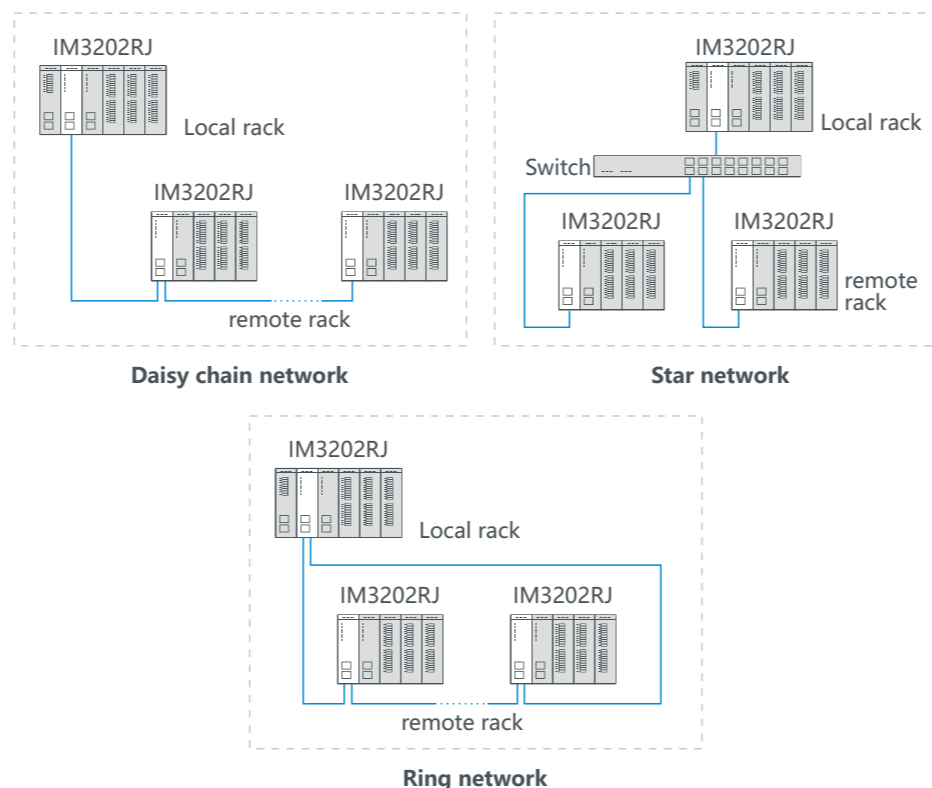 IM3202RJ
Local rack
IM3202RJ
IM3202RJ
remote rack
Daisy chain network
IM3202RJ
Local rack
Switch
IM3202RJ
IM3202RJ
remote
rack
Star network
IM3202RJ
Local rack
IM3202RJ
IM3202RJ
remote rack
Ring network